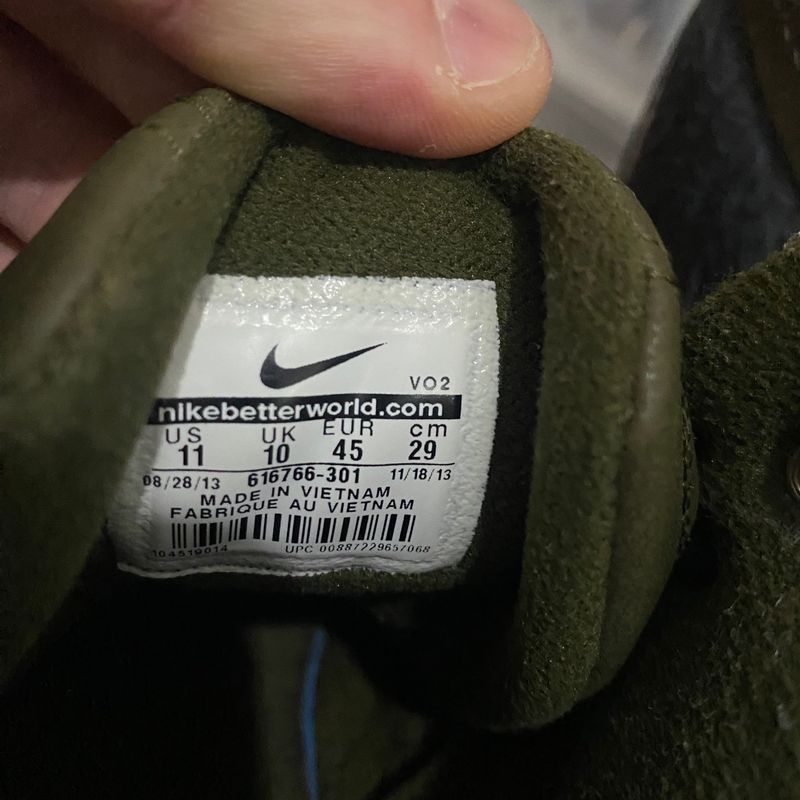 VO2
nikebetterworld.com
US UK EUR cm
11 10 45 29
08/28/13 616766-301 11/18/13
MADE IN VIETNAM
FABRIQUE AU VIETNAM
104519014 UPC 00887229657068